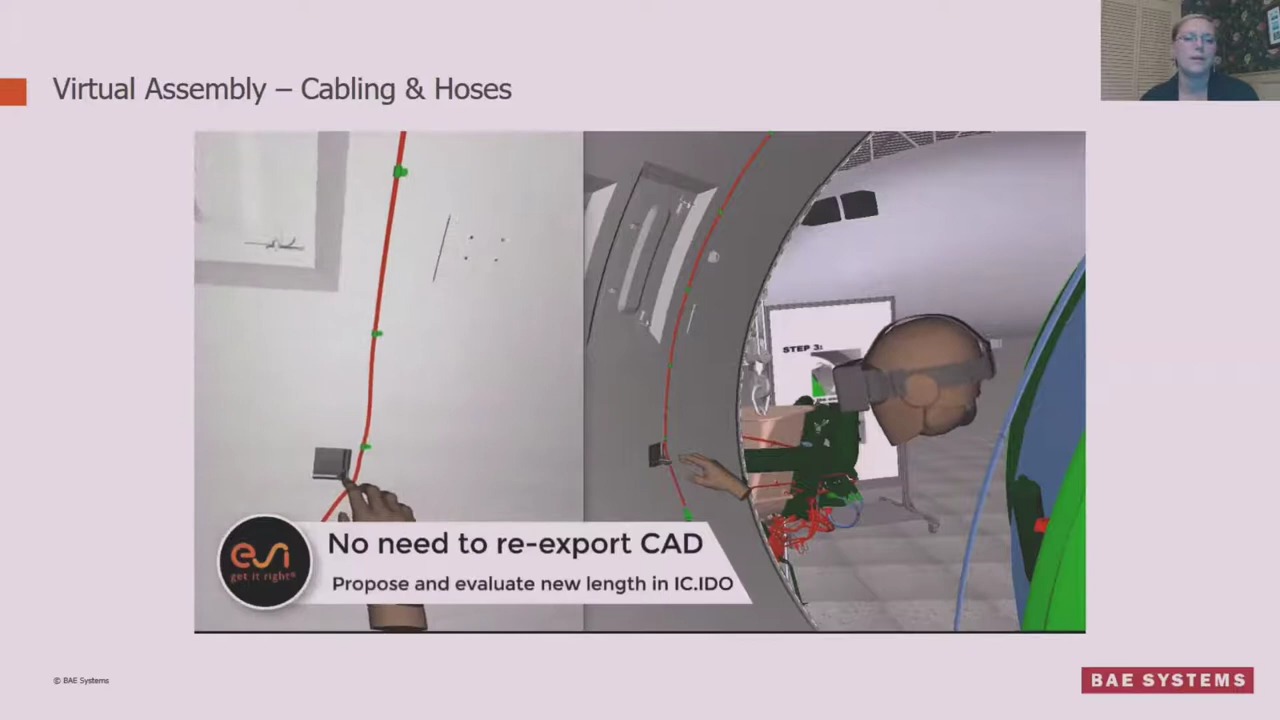 Virtual Assembly – Cabling & Hoses
STEP 3:
esi
get it right®
No need to re-export CAD
Propose and evaluate new length in IC.IDO
© BAE Systems
BAE SYSTEMS